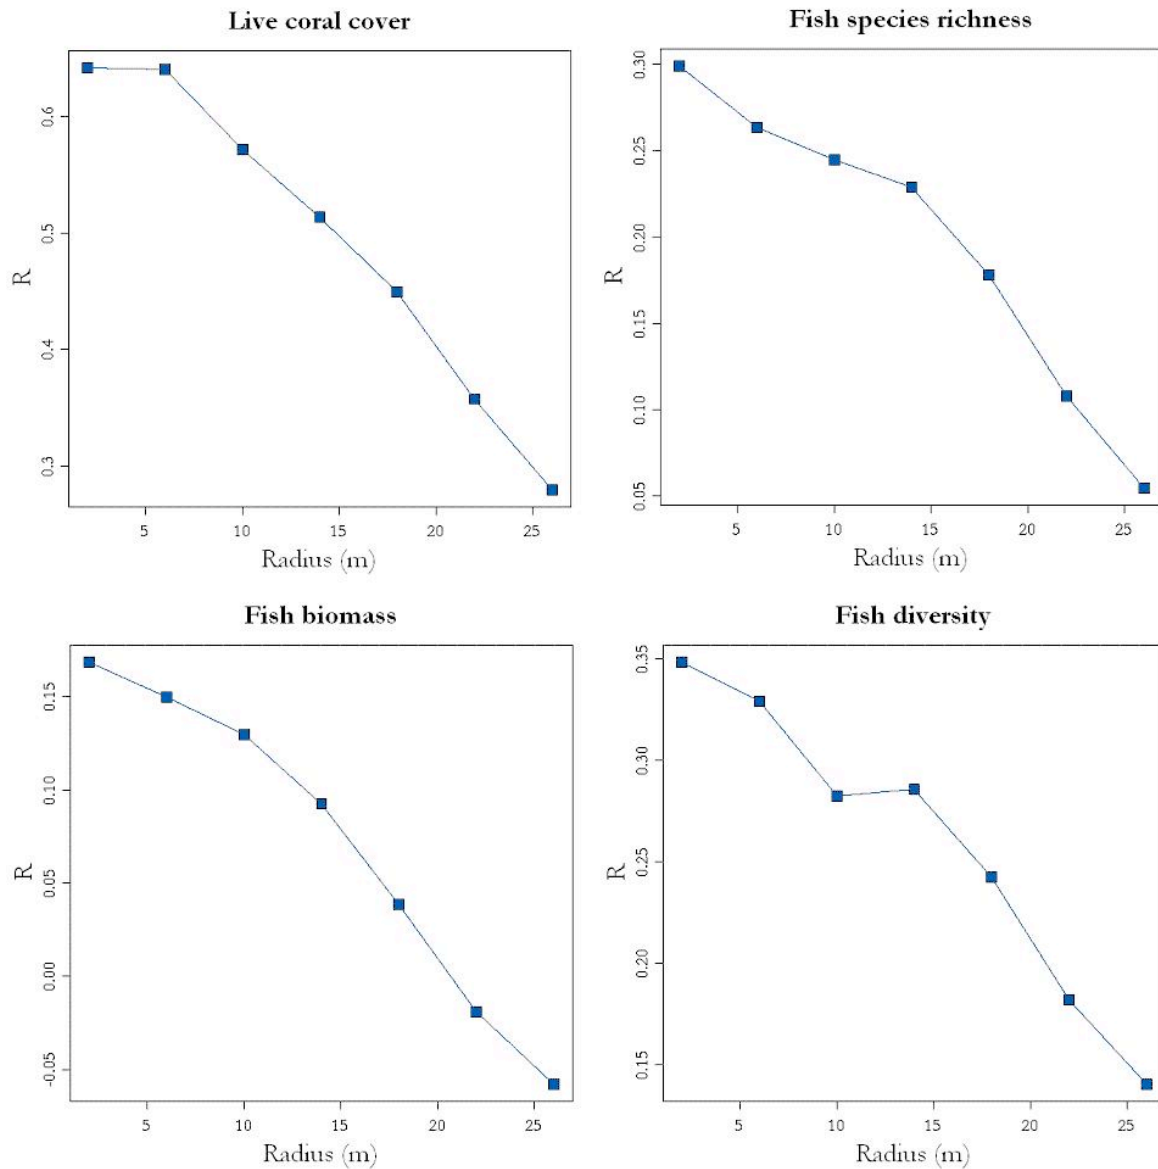 Live coral cover
R
0.6
0.5
0.4
0.3
5 10 15 20 25
Radius (m)
Fish species richness
R
0.30
0.25
0.20
0.15
0.10
0.05
5 10 15 20 25
Radius (m)
Fish biomass
R
0.15
0.10
0.05
0.00
-0.05
5 10 15 20 25
Radius (m)
Fish diversity
R
0.35
0.30
0.25
0.20
0.15
5 10 15 20 25
Radius (m)